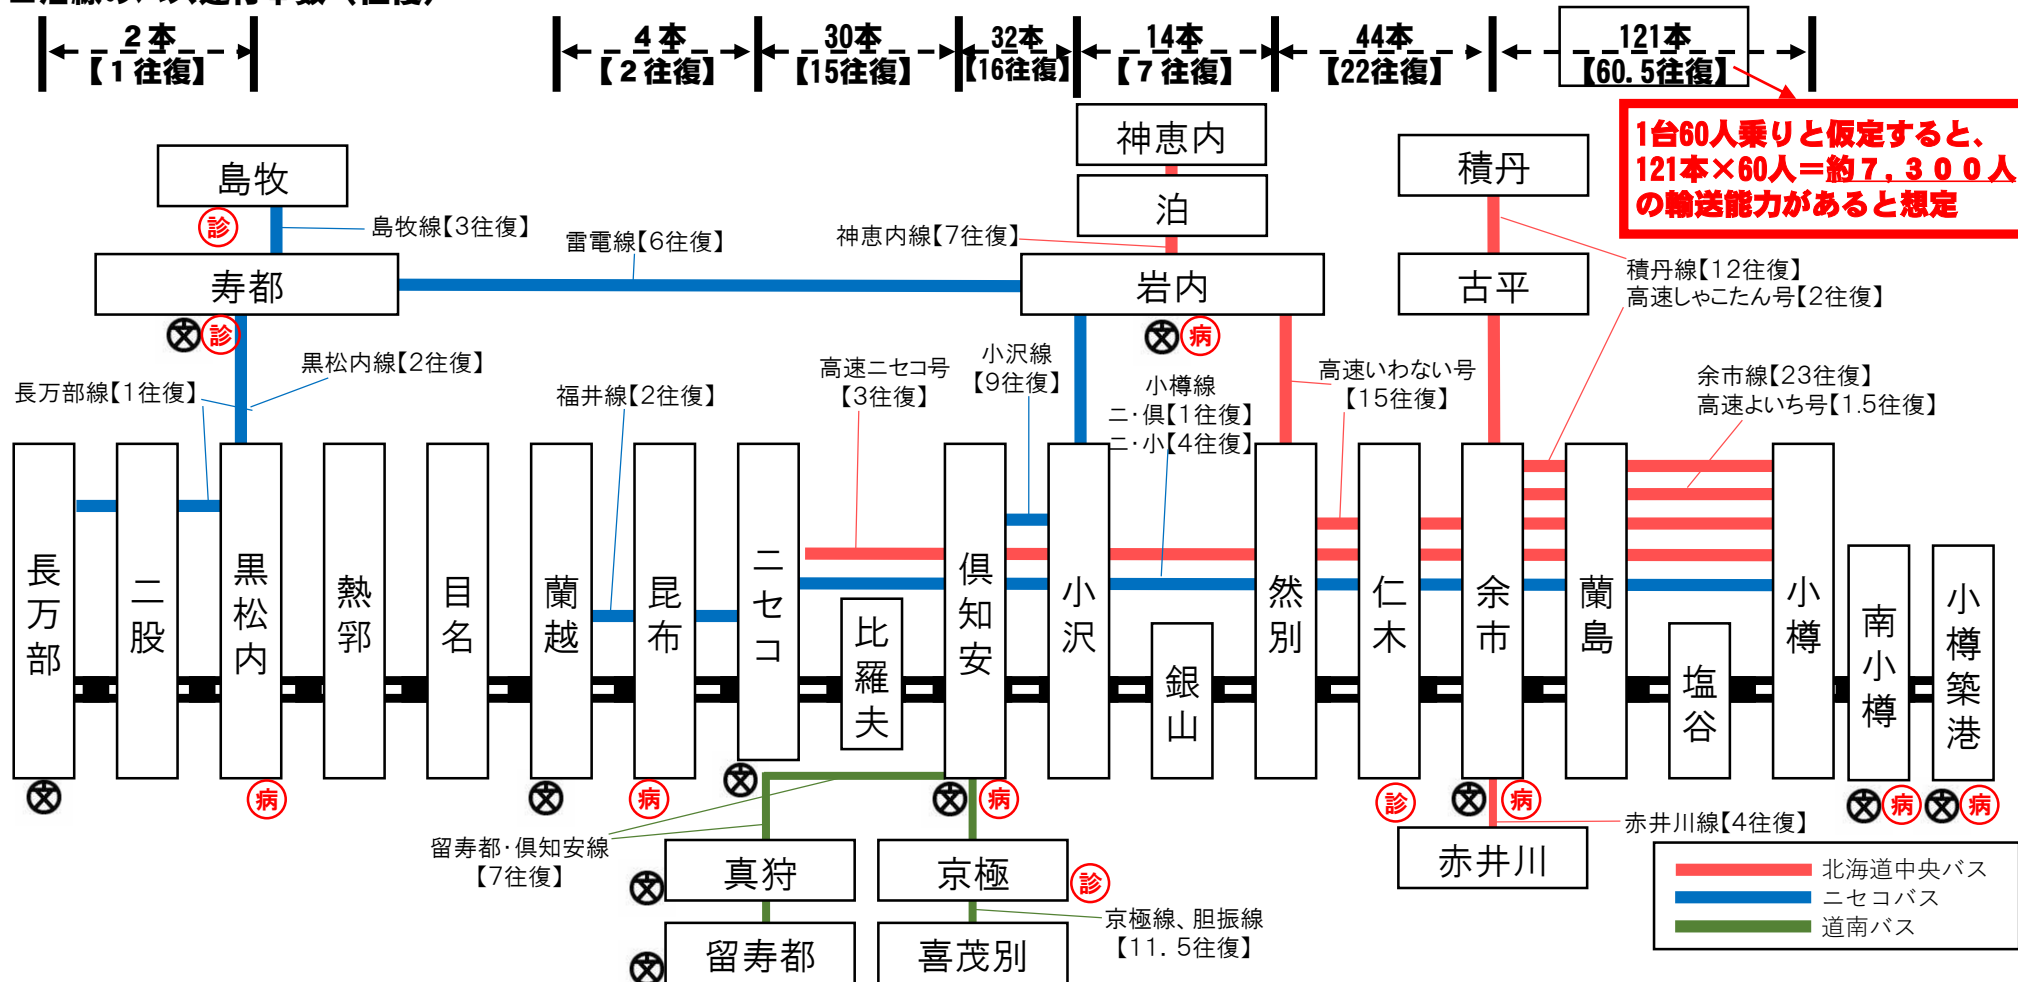 2本
【1往復】
4本
【2往復】
30本
【15往復】
32本
【16往復】
14本
【7往復】
44本
【22往復】
121本
【60.5往復】
1台60人乗りと仮定すると、
121本×60人＝約7,300人
の輸送能力があると想定
島牧
診
島牧線【3往復】
寿都
文
診
雷電線【6往復】
神恵内
泊
神恵内線【7往復】
岩内
文
病
積丹
古平
積丹線【12往復】
高速しゃこたん号【2往復】
長万部線【1往復】
黒松内線【2往復】
福井線【2往復】
高速ニセコ号
【3往復】
小沢線
【9往復】
小樽線
ニ・倶【1往復】
ニ・小【4往復】
高速いわない号
【15往復】
余市線【23往復】
高速よいち号【1.5往復】
長万部
二股
黒松内
熱郛
目名
蘭越
昆布
ニセコ
比羅夫
倶知安
小沢
銀山
然別
仁木
余市
蘭島
塩谷
小樽
南小樽
小樽築港
文
病
文
病
文
文
病
診
文
病
文
病
文
病
留寿都・倶知安線
【7往復】
文
真狩
京極
診
文
留寿都
喜茂別
京極線、胆振線
【11.5往復】
赤井川線【4往復】
赤井川
北海道中央バス
ニセコバス
道南バス